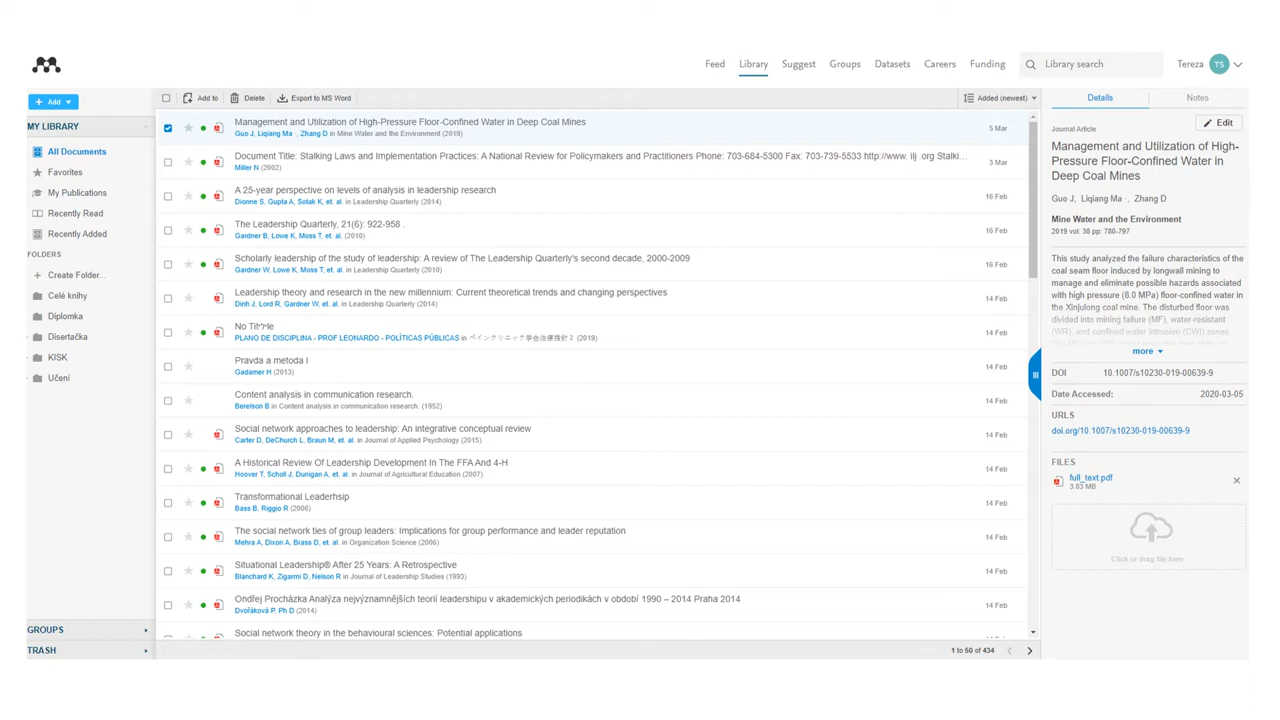 Feed
Library
Suggest
Groups
Datasets
Careers
Funding
Library search
Tereza
TS
Add
Add to
Delete
Export to MS Word
Added (newest)
Details
Notes
MY LIBRARY
All Documents
Favorites
My Publications
Recently Read
Recently Added
FOLDERS
Create Folder...
Celé knihy
Diplomka
Disertačka
KISK
Učení
GROUPS
TRASH
Management and Utilization of High-Pressure Floor-Confined Water in Deep Coal Mines
Guo J, Liqiang Ma ·, Zhang D in Mine Water and the Environment (2019)
5 Mar
Document Title: Stalking Laws and Implementation Practices: A National Review for Policymakers and Practitioners Phone: 703-684-5300 Fax: 703-739-5533 http://www. ilj .org Stalki...
Miller N (2002)
3 Mar
A 25-year perspective on levels of analysis in leadership research
Dionne S, Gupta A, Sotak K, et. al. in Leadership Quarterly (2014)
16 Feb
The Leadership Quarterly, 21(6): 922-958 .
Gardner B, Lowe K, Moss T, et. al. (2010)
16 Feb
Scholarly leadership of the study of leadership: A review of The Leadership Quarterly's second decade, 2000-2009
Gardner W, Lowe K, Moss T, et. al. in Leadership Quarterly (2010)
16 Feb
Leadership theory and research in the new millennium: Current theoretical trends and changing perspectives
Dinh J, Lord R, Gardner W, et. al. in Leadership Quarterly (2014)
14 Feb
No
PLANO DE DISCIPLINA - PROF LEONARDO - POLÍTICAS PÚBLICAS in ペインクリニック学会治療指針2 (2019)
14 Feb
Pravda a metoda I
Gadamer H (2013)
14 Feb
Content analysis in communication research.
Berelson B in Content analysis in communication research. (1952)
14 Feb
Social network approaches to leadership: An integrative conceptual review
Carter D, DeChurch L, Braun M, et. al. in Journal of Applied Psychology (2015)
14 Feb
A Historical Review Of Leadership Development In The FFA And 4-H
Hoover T, Scholl J, Dunigan A, et. al. in Journal of Agricultural Education (2007)
14 Feb
Transformational Leaderhsip
Bass B, Riggio R (2006)
14 Feb
The social network ties of group leaders: Implications for group performance and leader reputation
Mehra A, Dixon A, Brass D, et. al. in Organization Science (2006)
14 Feb
Situational Leadership® After 25 Years: A Retrospective
Blanchard K, Zigarmi D, Nelson R in Journal of Leadership Studies (1993)
14 Feb
Ondřej Procházka Analýza nejvýznamnějších teorií leadershipu v akademických periodikách v období 1990 – 2014 Praha 2014
Dvořáková P, Ph D (2014)
14 Feb
Social network theory in the behavioural sciences: Potential applications
1 to 50 of 434
Journal Article
Edit
Management and Utilization of High-
Pressure Floor-Confined Water in
Deep Coal Mines
Guo J, Liqiang Ma ·, Zhang D
Mine Water and the Environment
2019 vol: 38 pp: 780-797
This study analyzed the failure characteristics of the
coal seam floor induced by longwall mining to
manage and eliminate possible hazards associated
with high pressure (8.0 MPa) floor-confined water in
the Xinjulong coal mine. The disturbed floor was
divided into mining failure (MF), water-resistant
(WR), and confined water intrusion (CWI) zones.
more
DOI
10.1007/s10230-019-00639-9
Date Accessed:
2020-03-05
URLS
doi.org/10.1007/s10230-019-00639-9
FILES
full_text.pdf
3.83 MB
Click or drag file here